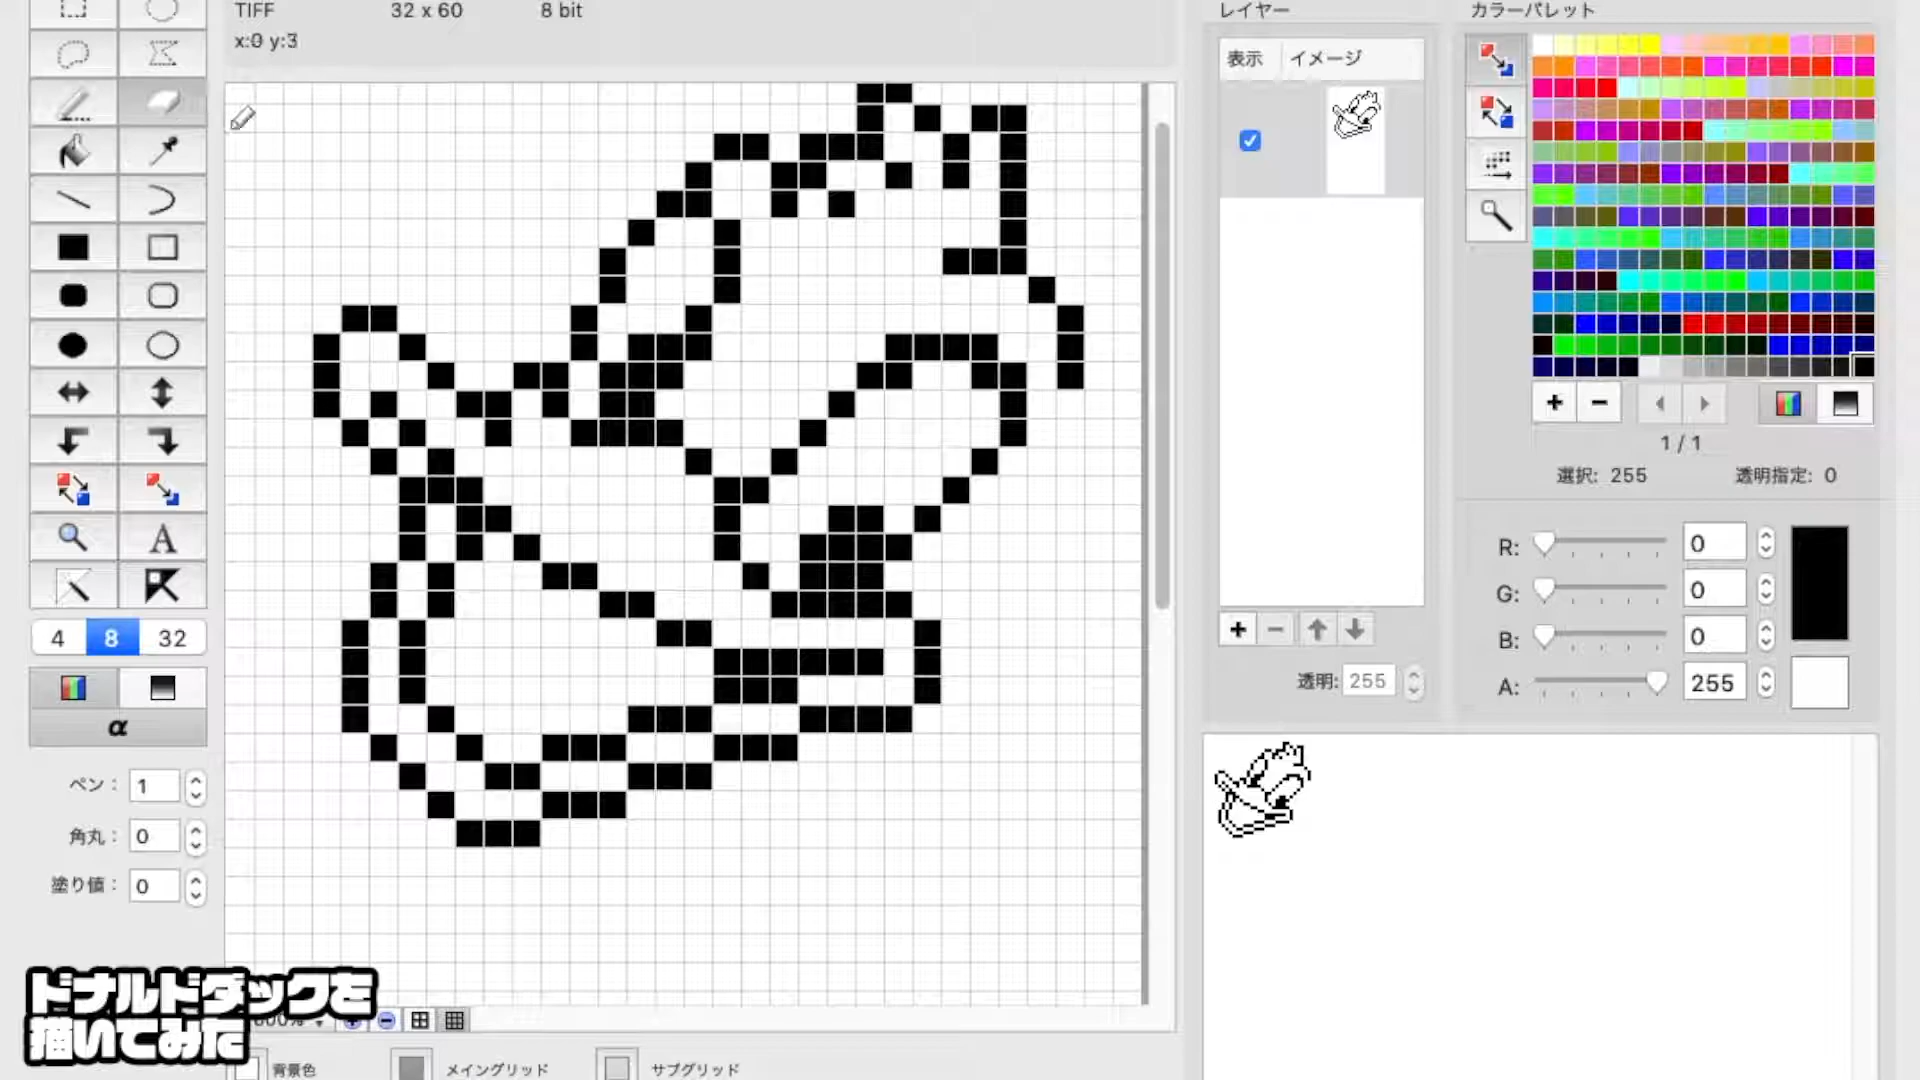 TIFF 32 x 60 8 bit
x:0 y:3
レイヤー
表示 イメージ
透明: 255
カラーパレット
1 / 1
選択: 255 透明指定: 0
R: 0
G: 0
B: 0
A: 255
A
4 8 32
α
ペン: 1
角丸: 0
塗り値: 0
背景色 メイングリッド サブグリッド
ドナルドダックを
描いてみた